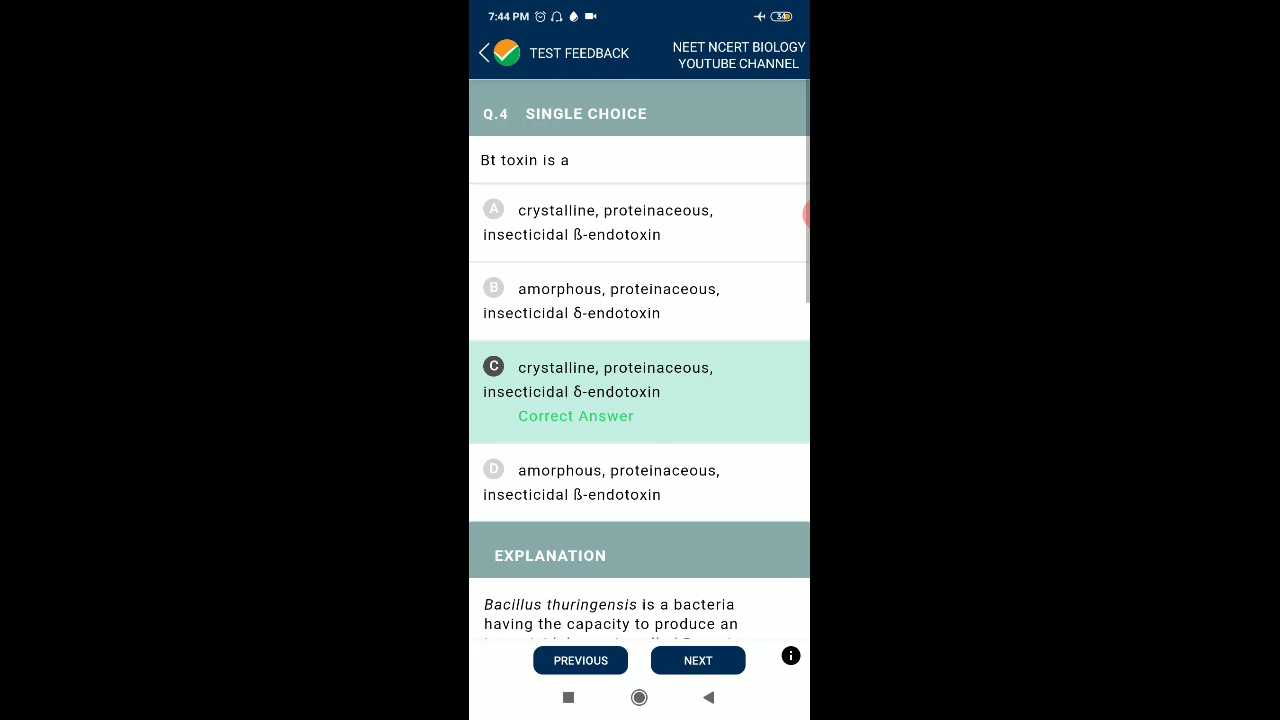 7:44 PM
34
TEST FEEDBACK
NEET NCERT BIOLOGY
YOUTUBE CHANNEL
Q.4 SINGLE CHOICE
Bt toxin is a
A crystalline, proteinaceous,
insecticidal ß-endotoxin
B amorphous, proteinaceous,
insecticidal δ-endotoxin
C crystalline, proteinaceous,
insecticidal δ-endotoxin
Correct Answer
D amorphous, proteinaceous,
insecticidal ß-endotoxin
EXPLANATION
Bacillus thuringensis is a bacteria
having the capacity to produce an
PREVIOUS
NEXT